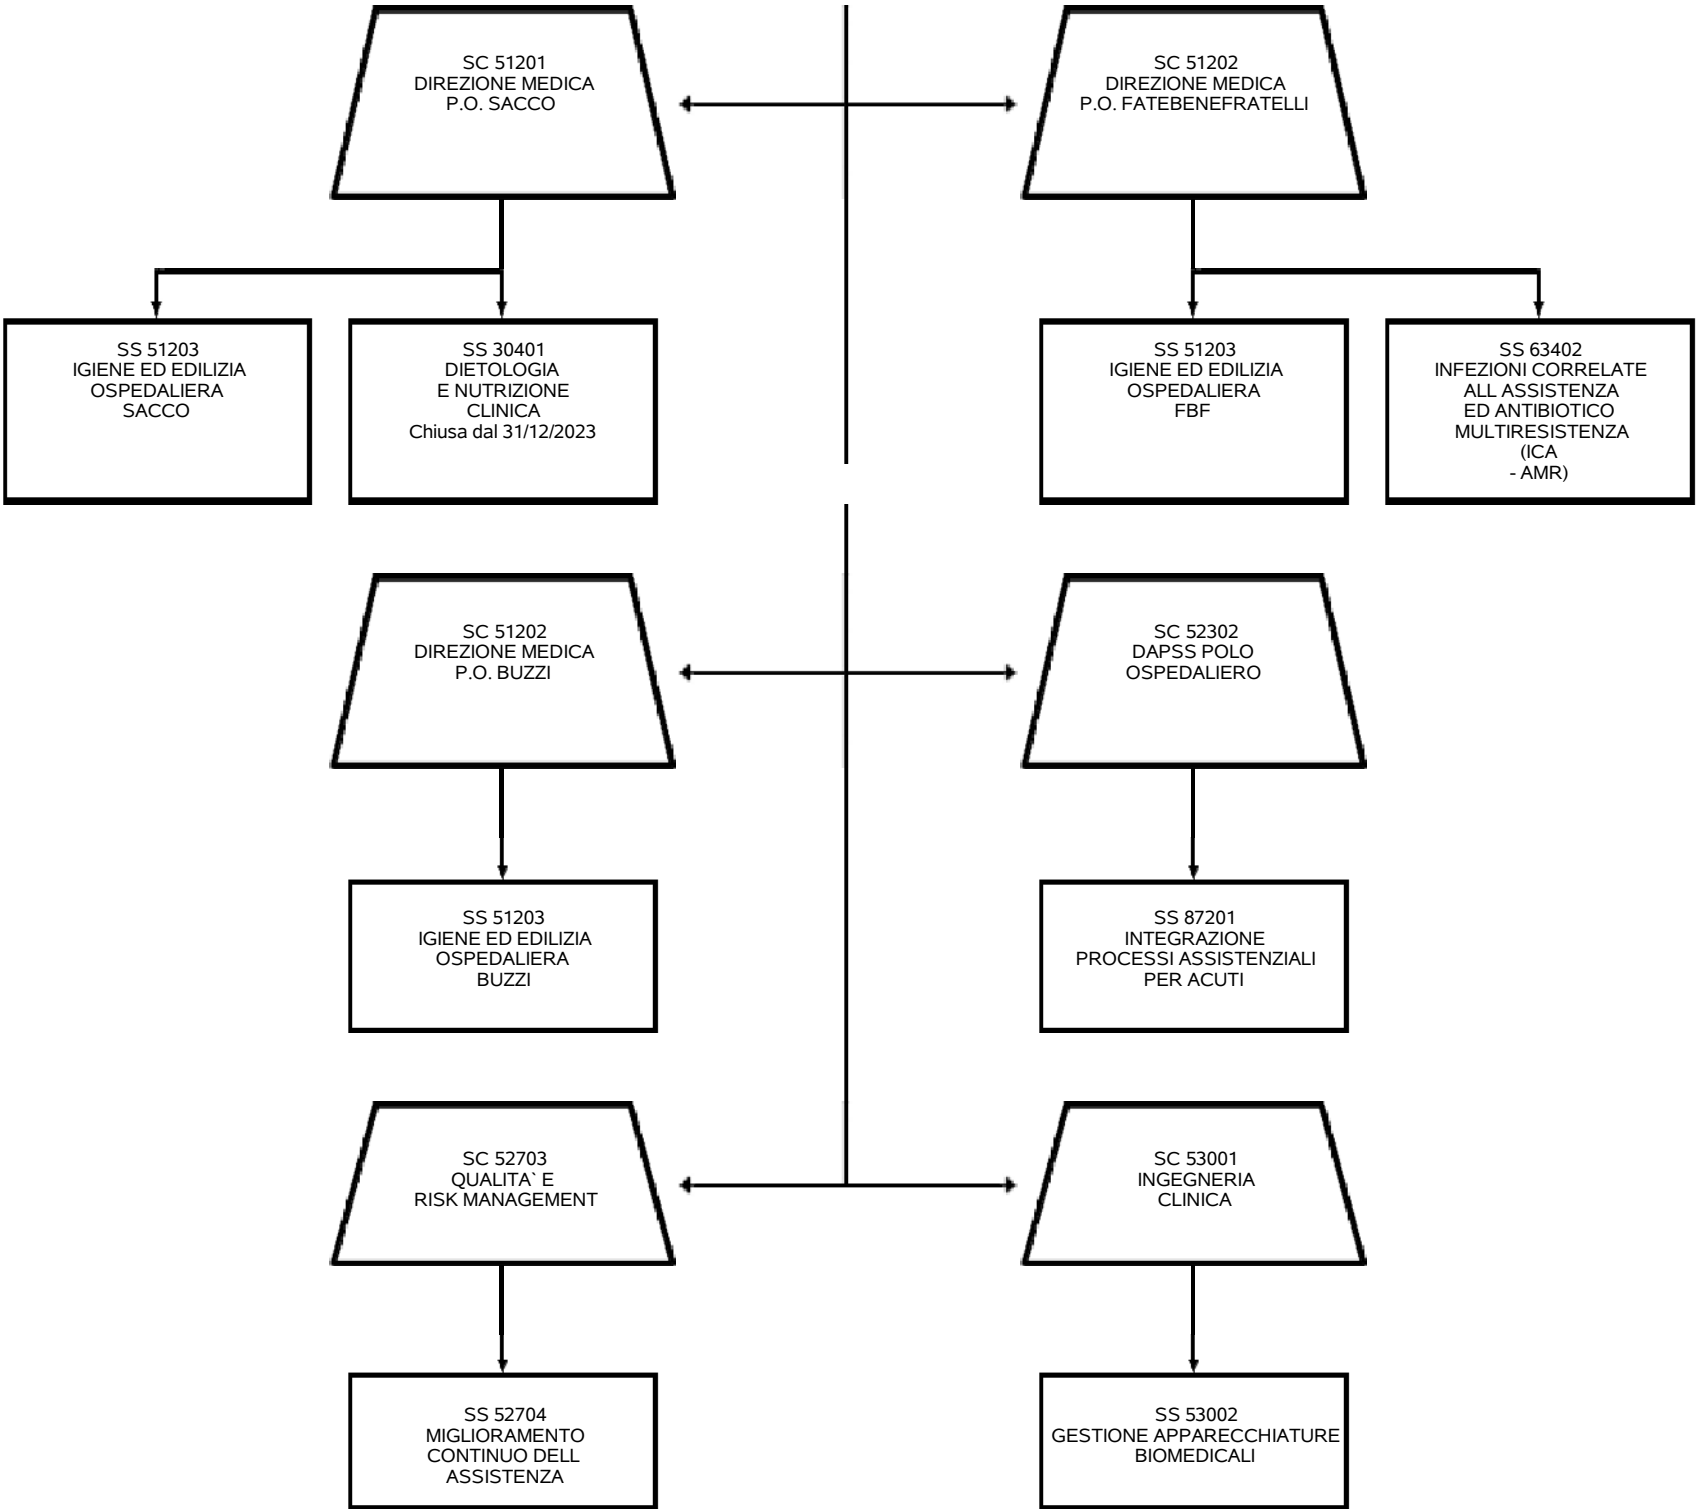 SC 51201
DIREZIONE MEDICA
P.O. SACCO
SC 51202
DIREZIONE MEDICA
P.O. FATEBENEFRATELLI
SS 51203
IGIENE ED EDILIZIA
OSPEDALIERA
SACCO
SS 30401
DIETOLOGIA
E NUTRIZIONE
CLINICA
Chiusa dal 31/12/2023
SS 51203
IGIENE ED EDILIZIA
OSPEDALIERA
FBF
SS 63402
INFEZIONI CORRELATE
ALL ASSISTENZA
ED ANTIBIOTICO
MULTIRESISTENZA
(ICA
- AMR)
SC 51202
DIREZIONE MEDICA
P.O. BUZZI
SC 52302
DAPSS POLO
OSPEDALIERO
SS 51203
IGIENE ED EDILIZIA
OSPEDALIERA
BUZZI
SS 87201
INTEGRAZIONE
PROCESSI ASSISTENZIALI
PER ACUTI
SC 52703
QUALITA` E
RISK MANAGEMENT
SC 53001
INGEGNERIA
CLINICA
SS 52704
MIGLIORAMENTO
CONTINUO DELL
ASSISTENZA
SS 53002
GESTIONE APPARECCHIATURE
BIOMEDICALI